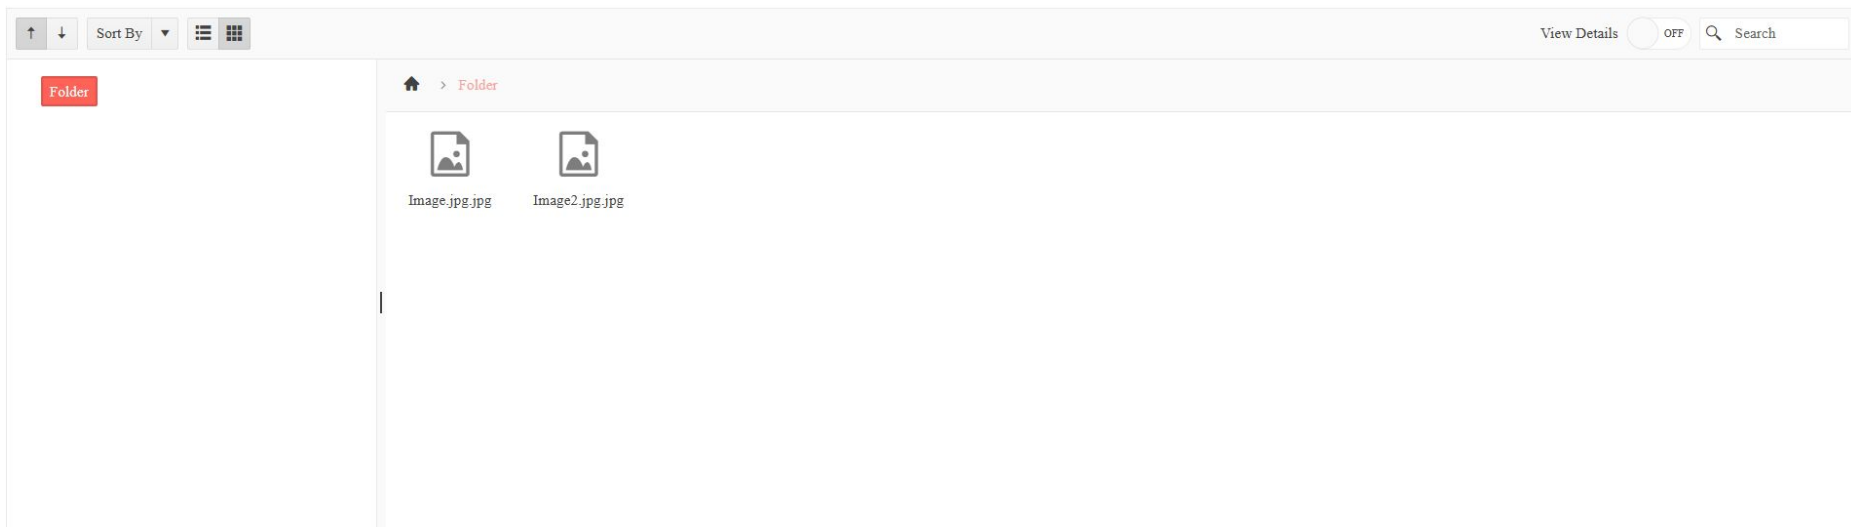 Sort By
View Details
OFF
Search
Folder
Folder
Image.jpg.jpg
Image2.jpg.jpg